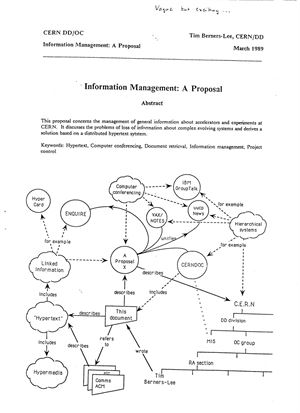 Vague but exciting ...
CERN DD/OC
Tim Berners-Lee, CERN/DD
Information Management: A Proposal
March 1989
Information Management: A Proposal
Abstract
This proposal concerns the management of general information about accelerators and experiments at
CERN. It discusses the problems of loss of information about complex evolving systems and derives a
solution based on a distributed hypertext system.
Keywords: Hypertext, Computer conferencing, Document retrieval, Information management, Project
control
Computer
conferencing
IBM
GroupTalk
for example
Hyper
Card
ENQUIRE
VAX/
NOTES
uucp
News
Hierarchical
systems
for example
unifies
for example
Linked
information
A
Proposal
X
CERNDOC
describes
C.E.R.N
includes
describes
includes
DD division
"Hypertext"
describes
This
document
refers
to
MIS
OC group
includes
describes
wrote
RA section
Hypermedia
Comms
ACM
Tim
Berners-Lee